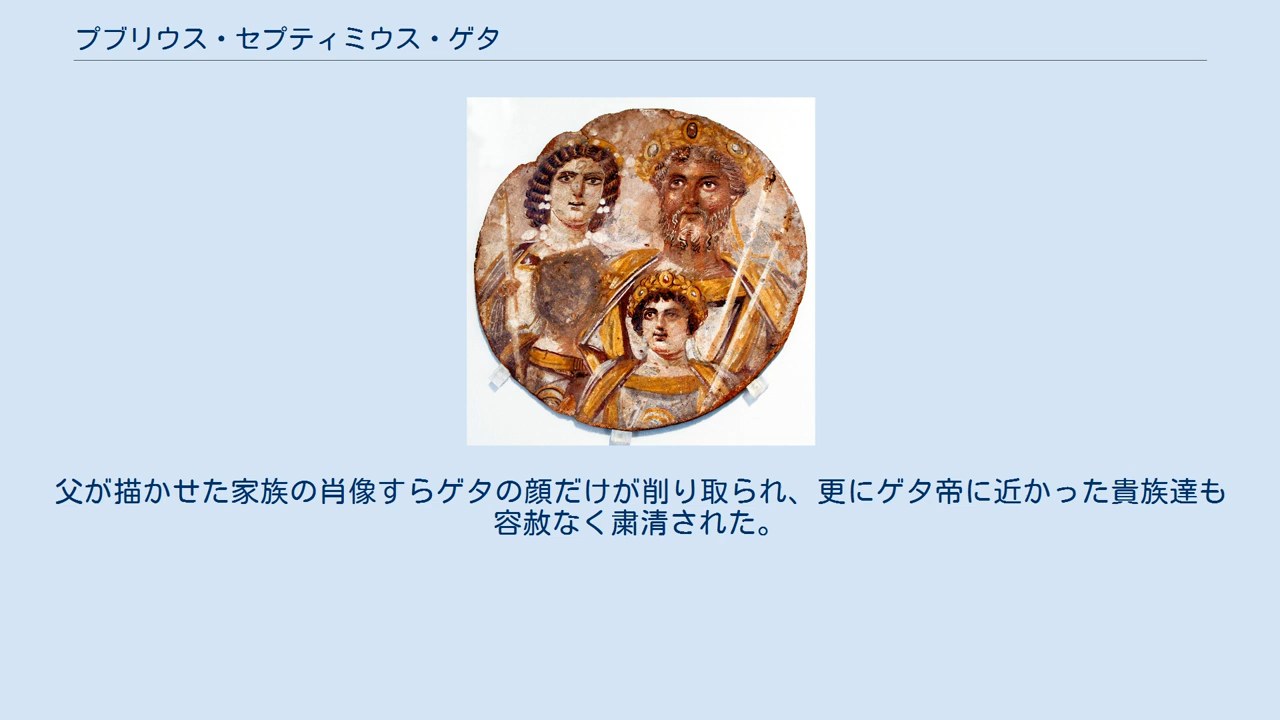 プブリウス・セプティミウス・ゲタ
父が描かせた家族の肖像すらゲタの顔だけが削り取られ、更にゲタ帝に近かった貴族達も
容赦なく粛清された。